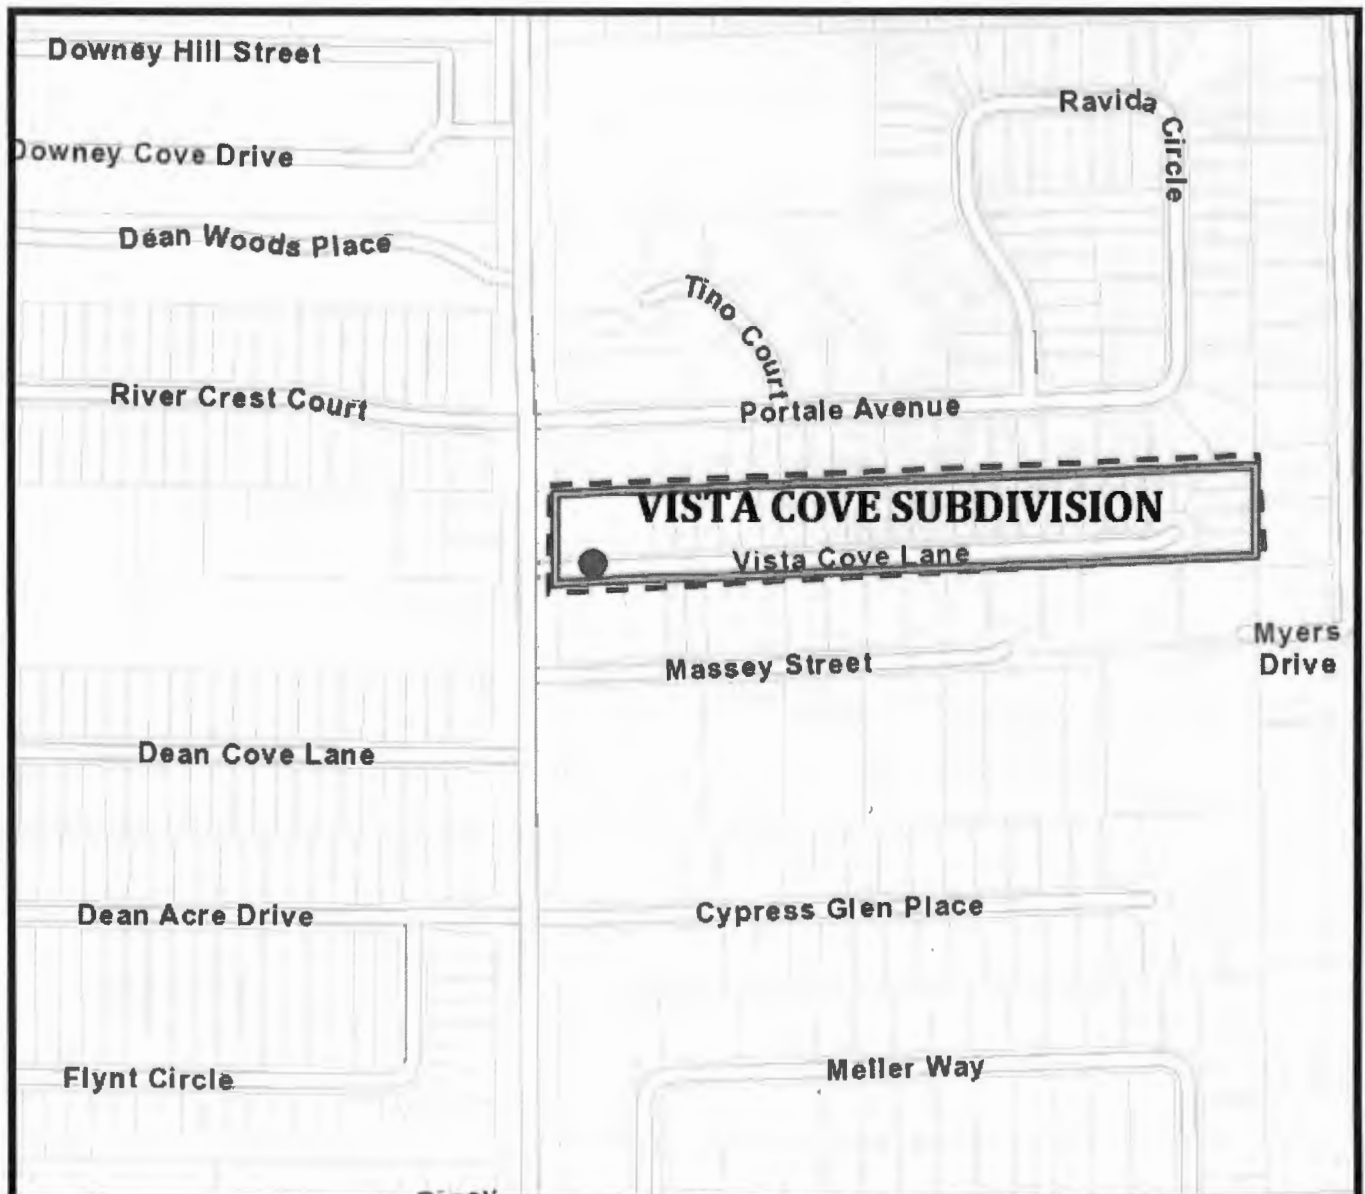 Downey Hill Street
Ravida
Circle
Downey Cove Drive
Dean Woods Place
Tino Court
River Crest Court
Portale Avenue
VISTA COVE SUBDIVISION
Vista Cove Lane
Myers
Drive
Massey Street
Dean Cove Lane
Cypress Glen Place
Dean Acre Drive
Meller Way
Flynt Circle